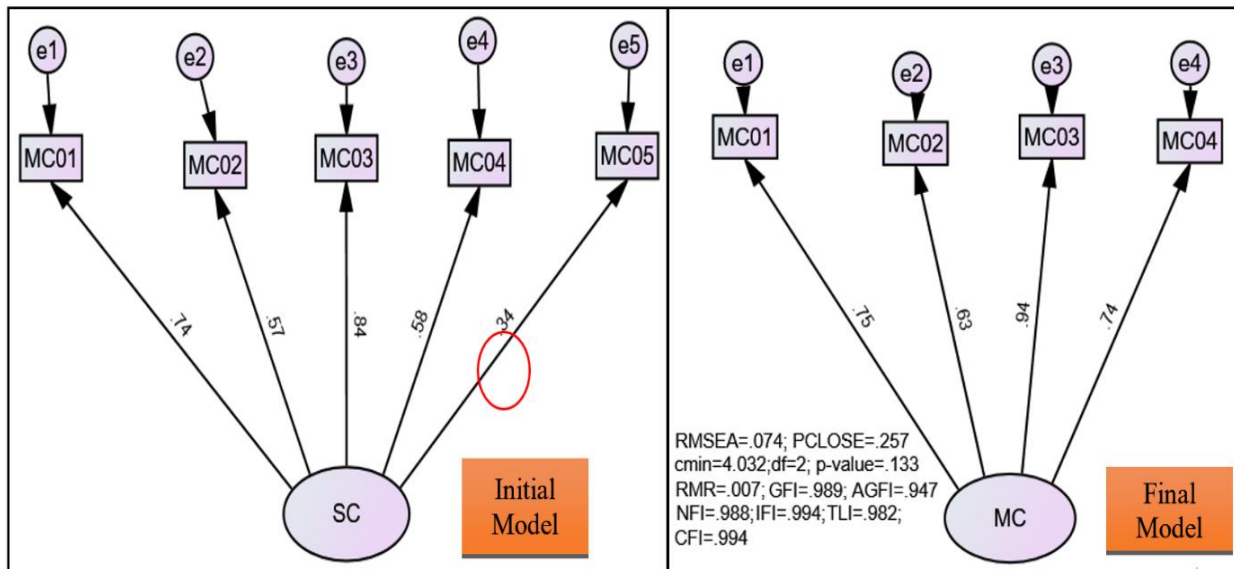 e1
e2
e3
e4
e5
MC01
MC02
MC03
MC04
MC05
.74
.57
.84
.58
.34
SC
Initial
Model
e1
e2
e3
e4
MC01
MC02
MC03
MC04
.75
.63
.94
.74
RMSEA=.074; PCLOSE=.257
cmin=4.032;df=2; p-value=.133
RMR=.007; GFI=.989; AGFI=.947
NFI=.988;IFI=.994;TLI=.982;
CFI=.994
MC
Final
Model